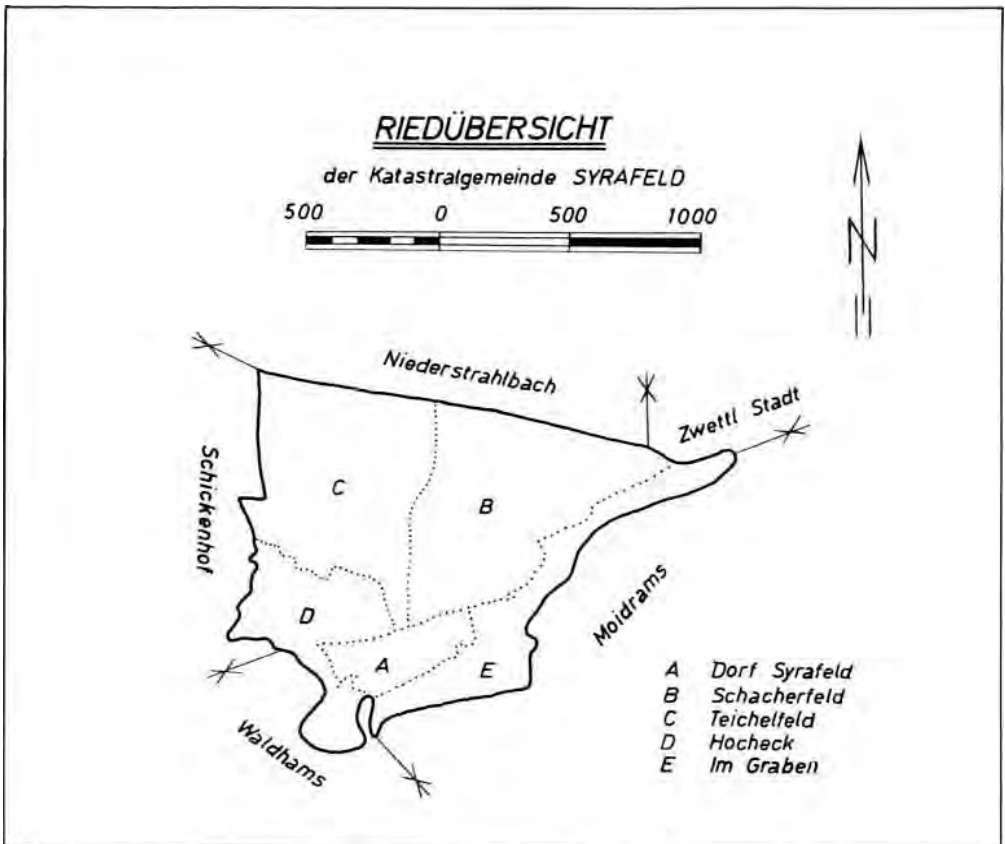 RIEDÜBERSICHT
der Katastralgemeinde SYRAFELD
500 0 500 1000
N
Niederstrahlbach
Zwettl Stadt
Schickenhof
C
B
Moidrams
D
A
E
Waldhams
A Dorf Syrafeld
B Schacherfeld
C Teichelfeld
D Hocheck
E Im Graben